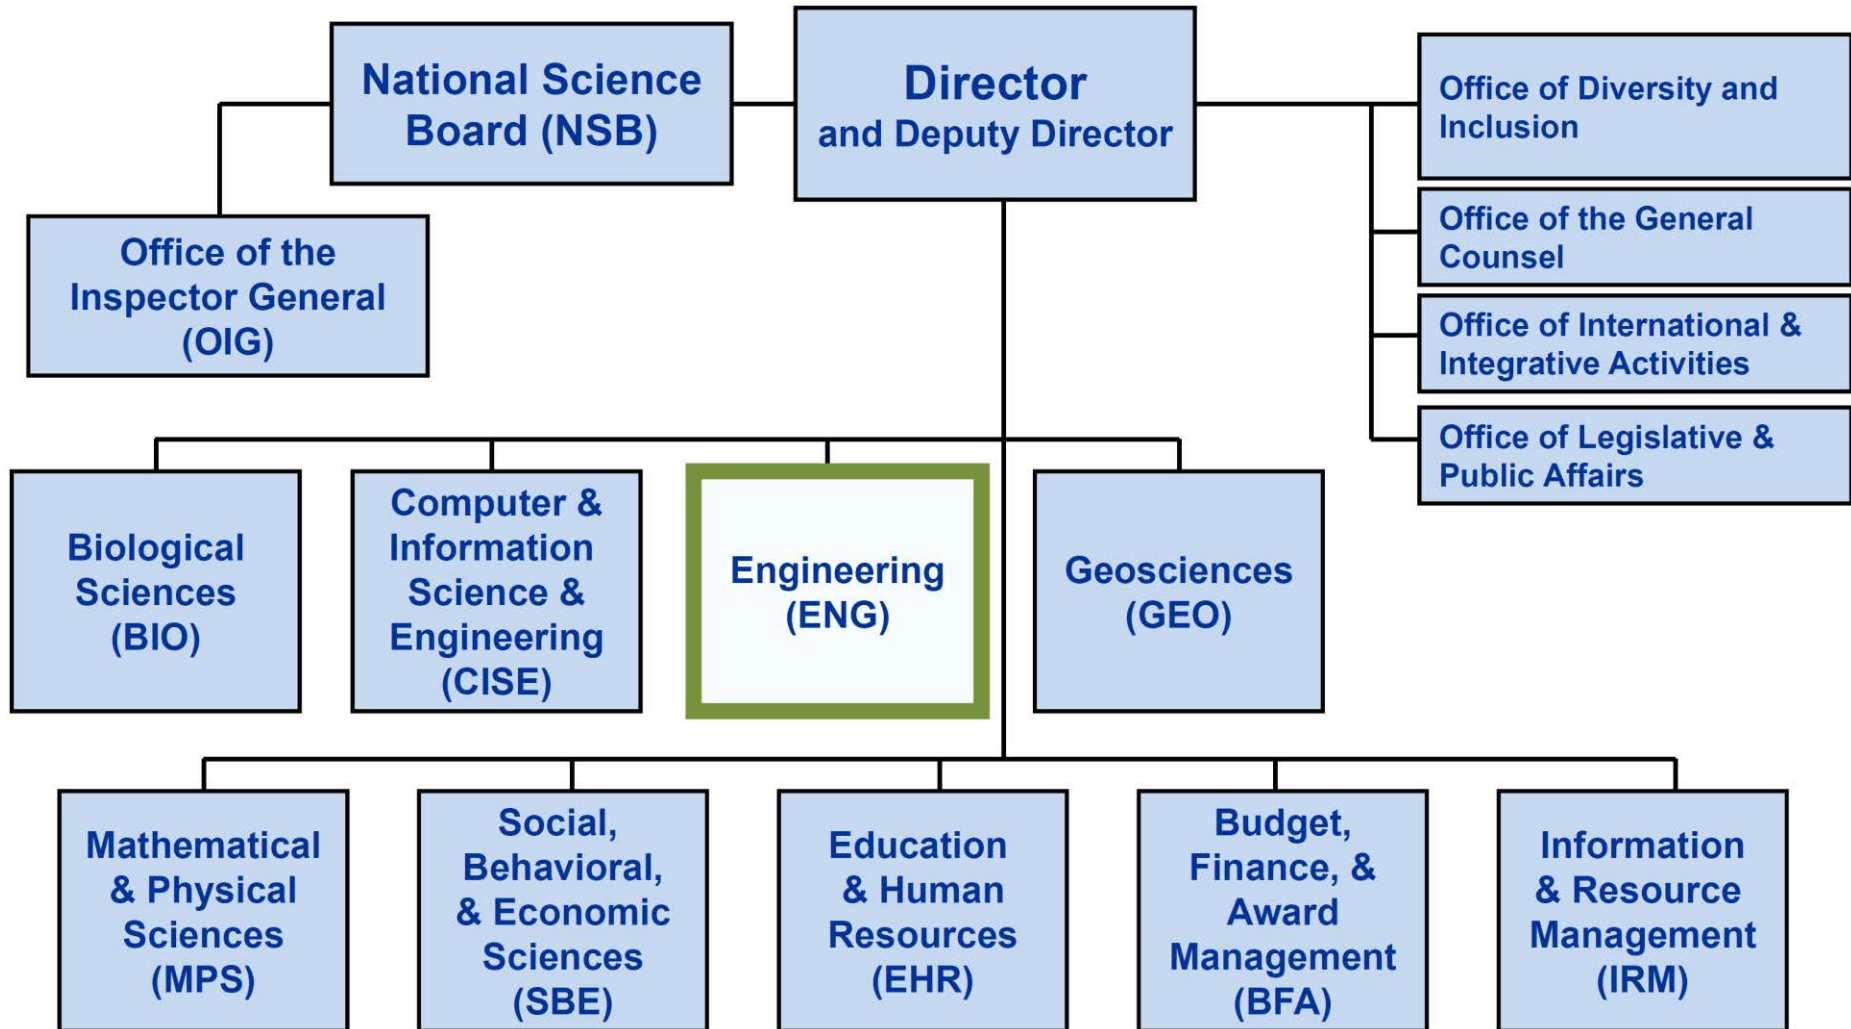 National Science
Board (NSB)
Director
and Deputy Director
Office of Diversity and
Inclusion
Office of the General
Counsel
Office of International &
Integrative Activities
Office of Legislative &
Public Affairs
Office of the
Inspector General
(OIG)
Biological
Sciences
(BIO)
Computer &
Information
Science &
Engineering
(CISE)
Engineering
(ENG)
Geosciences
(GEO)
Mathematical
& Physical
Sciences
(MPS)
Social,
Behavioral,
& Economic
Sciences
(SBE)
Education
& Human
Resources
(EHR)
Budget,
Finance, &
Award
Management
(BFA)
Information
& Resource
Management
(IRM)